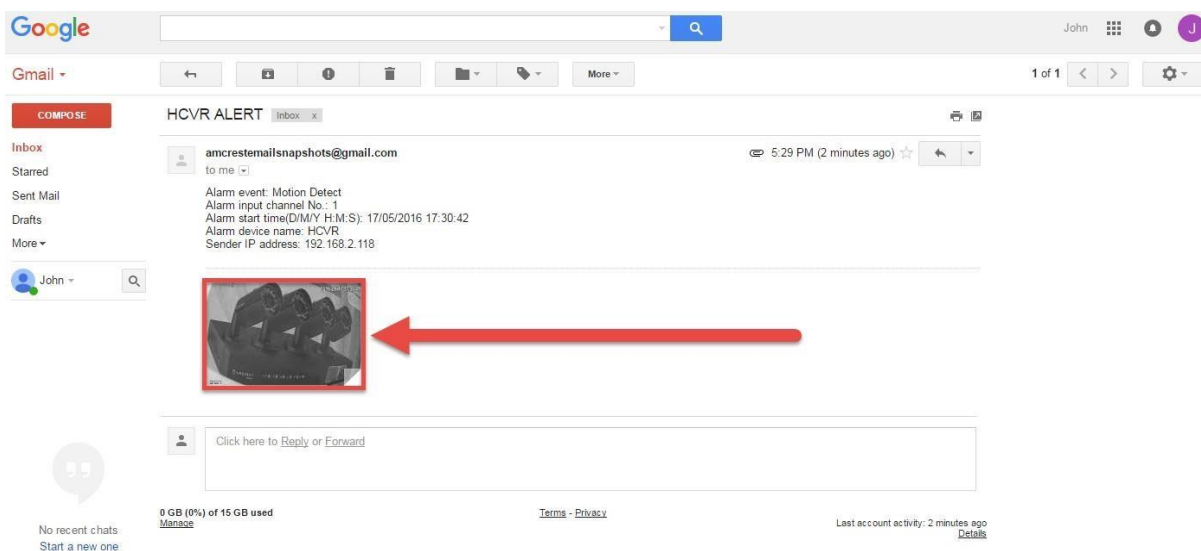 Google
John
J
Gmail
More
1 of 1
COMPOSE
HCVR ALERT Inbox x
Inbox
Starred
Sent Mail
Drafts
More
John
amcrestemailsnapshots@gmail.com
5:29 PM (2 minutes ago)
to me
Alarm event: Motion Detect
Alarm input channel No.: 1
Alarm start time(D/M/Y H:M:S): 17/05/2016 17:30:42
Alarm device name: HCVR
Sender IP address: 192.168.2.118
Click here to Reply or Forward
0 GB (0%) of 15 GB used
Manage
Terms - Privacy
Last account activity: 2 minutes ago
Details
No recent chats
Start a new one